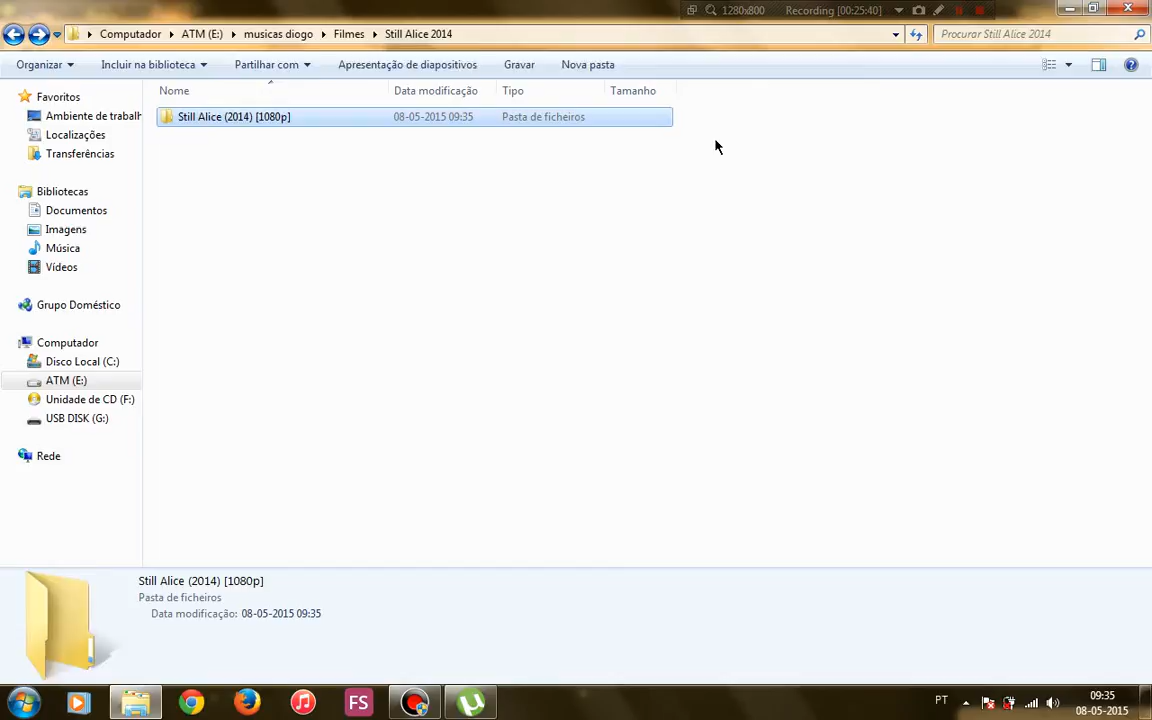 1280x800 Recording [00:25:40]
Computador ATM (E:) musicas diogo Filmes Still Alice 2014 Procurar Still Alice 2014
Organizar Incluir na biblioteca Partilhar com Apresentação de diapositivos Gravar Nova pasta
Nome Data modificação Tipo Tamanho
Still Alice (2014) [1080p] 08-05-2015 09:35 Pasta de ficheiros
Favoritos
Ambiente de trabalh
Localizações
Transferências
Bibliotecas
Documentos
Imagens
Música
Vídeos
Grupo Doméstico
Computador
Disco Local (C:)
ATM (E:)
Unidade de CD (F:)
USB DISK (G:)
Rede
Still Alice (2014) [1080p]
Pasta de ficheiros
Data modificação: 08-05-2015 09:35
FS
PT
09:35
08-05-2015